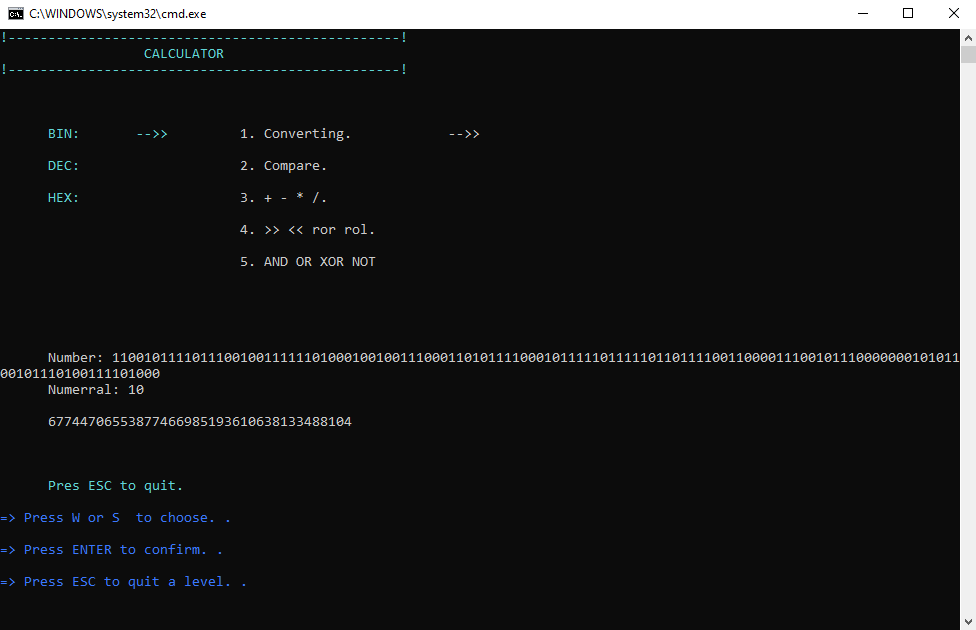 C:\WINDOWS\system32\cmd.exe
!-------------------------------------------------!
CALCULATOR
!-------------------------------------------------!
BIN: -->> 1. Converting. -->>
DEC: 2. Compare.
HEX: 3. + - * /.
4. >> << ror rol.
5. AND OR XOR NOT
Number: 1100101111011100100111111010001001001110001101011110001011111011111011011110011000011100101110000000101011
00101110100111101000
Numerral: 10
67744706553877466985193610638133488104
Pres ESC to quit.
=> Press W or S  to choose. .
=> Press ENTER to confirm. .
=> Press ESC to quit a level. .